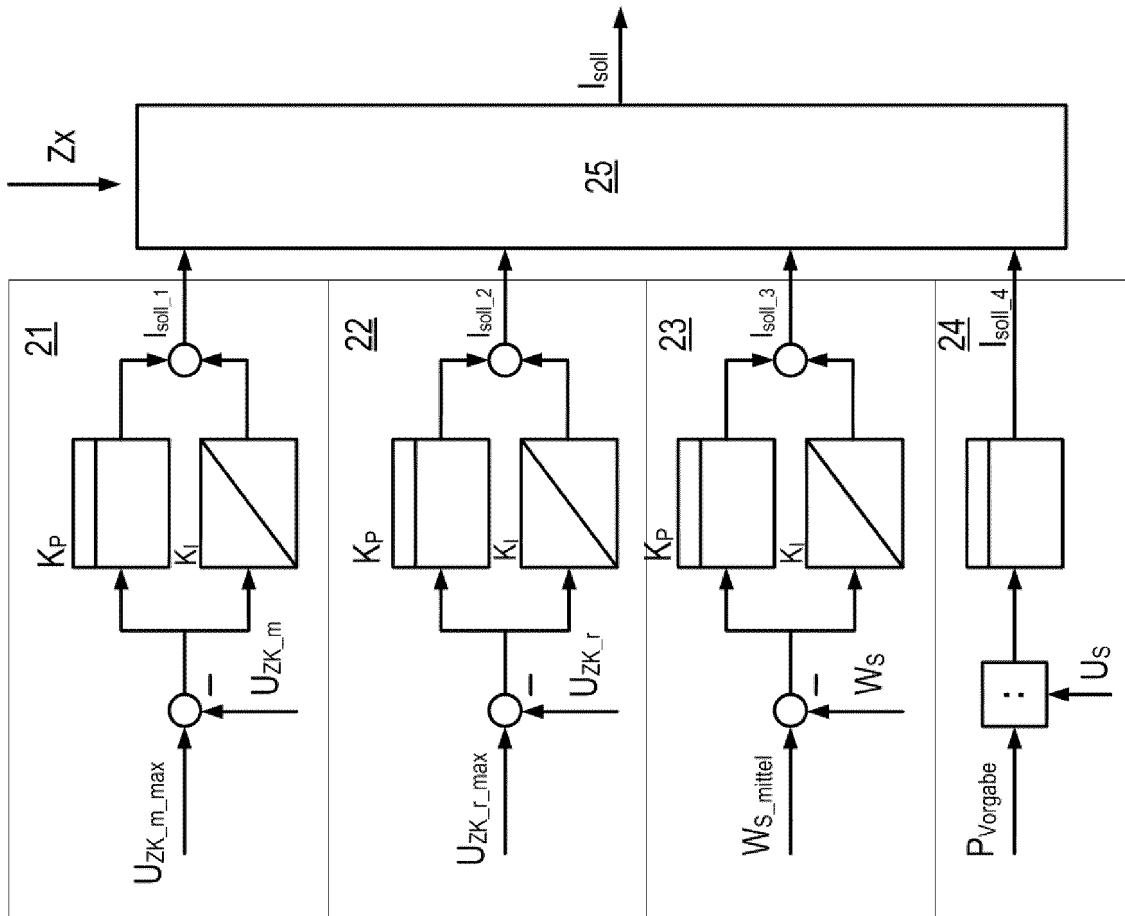 Zx
25
I_soll
21
U_ZK_m_max
U_ZK_m
–
K_P
K_I
I_soll_1
22
U_ZK_r_max
U_ZK_r
–
K_P
K_I
I_soll_2
23
W_S_mittel
W_S
–
K_P
K_I
I_soll_3
24
P_Vorgabe
:
U_S
I_soll_4